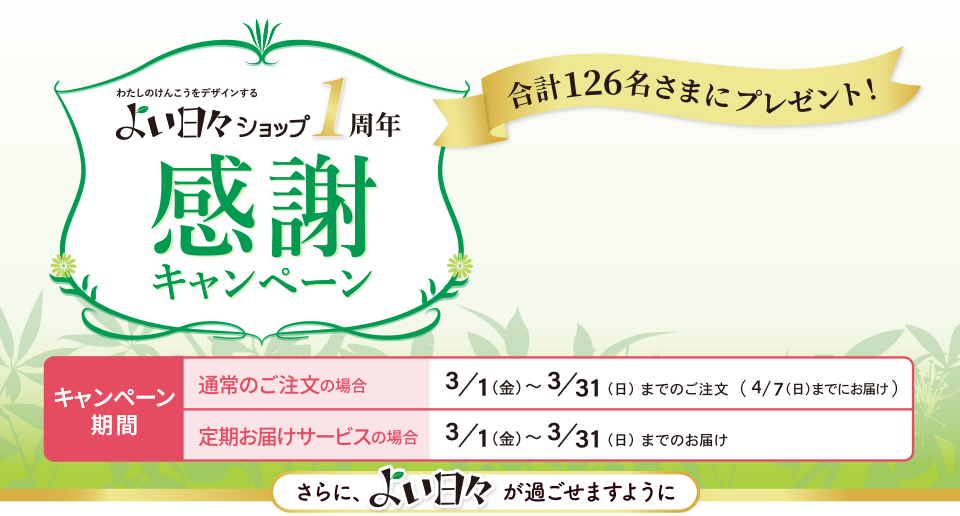 わたしのけんこうをデザインする
よい日々ショップ1周年
感謝
キャンペーン
合計126名さまにプレゼント!
キャンペーン
期間
通常のご注文の場合
3/1(金)～3/31(日)までのご注文 (4/7(日)までにお届け)
定期お届けサービスの場合
3/1(金)～3/31(日)までのお届け
さらに、よい日々が過ごせますように